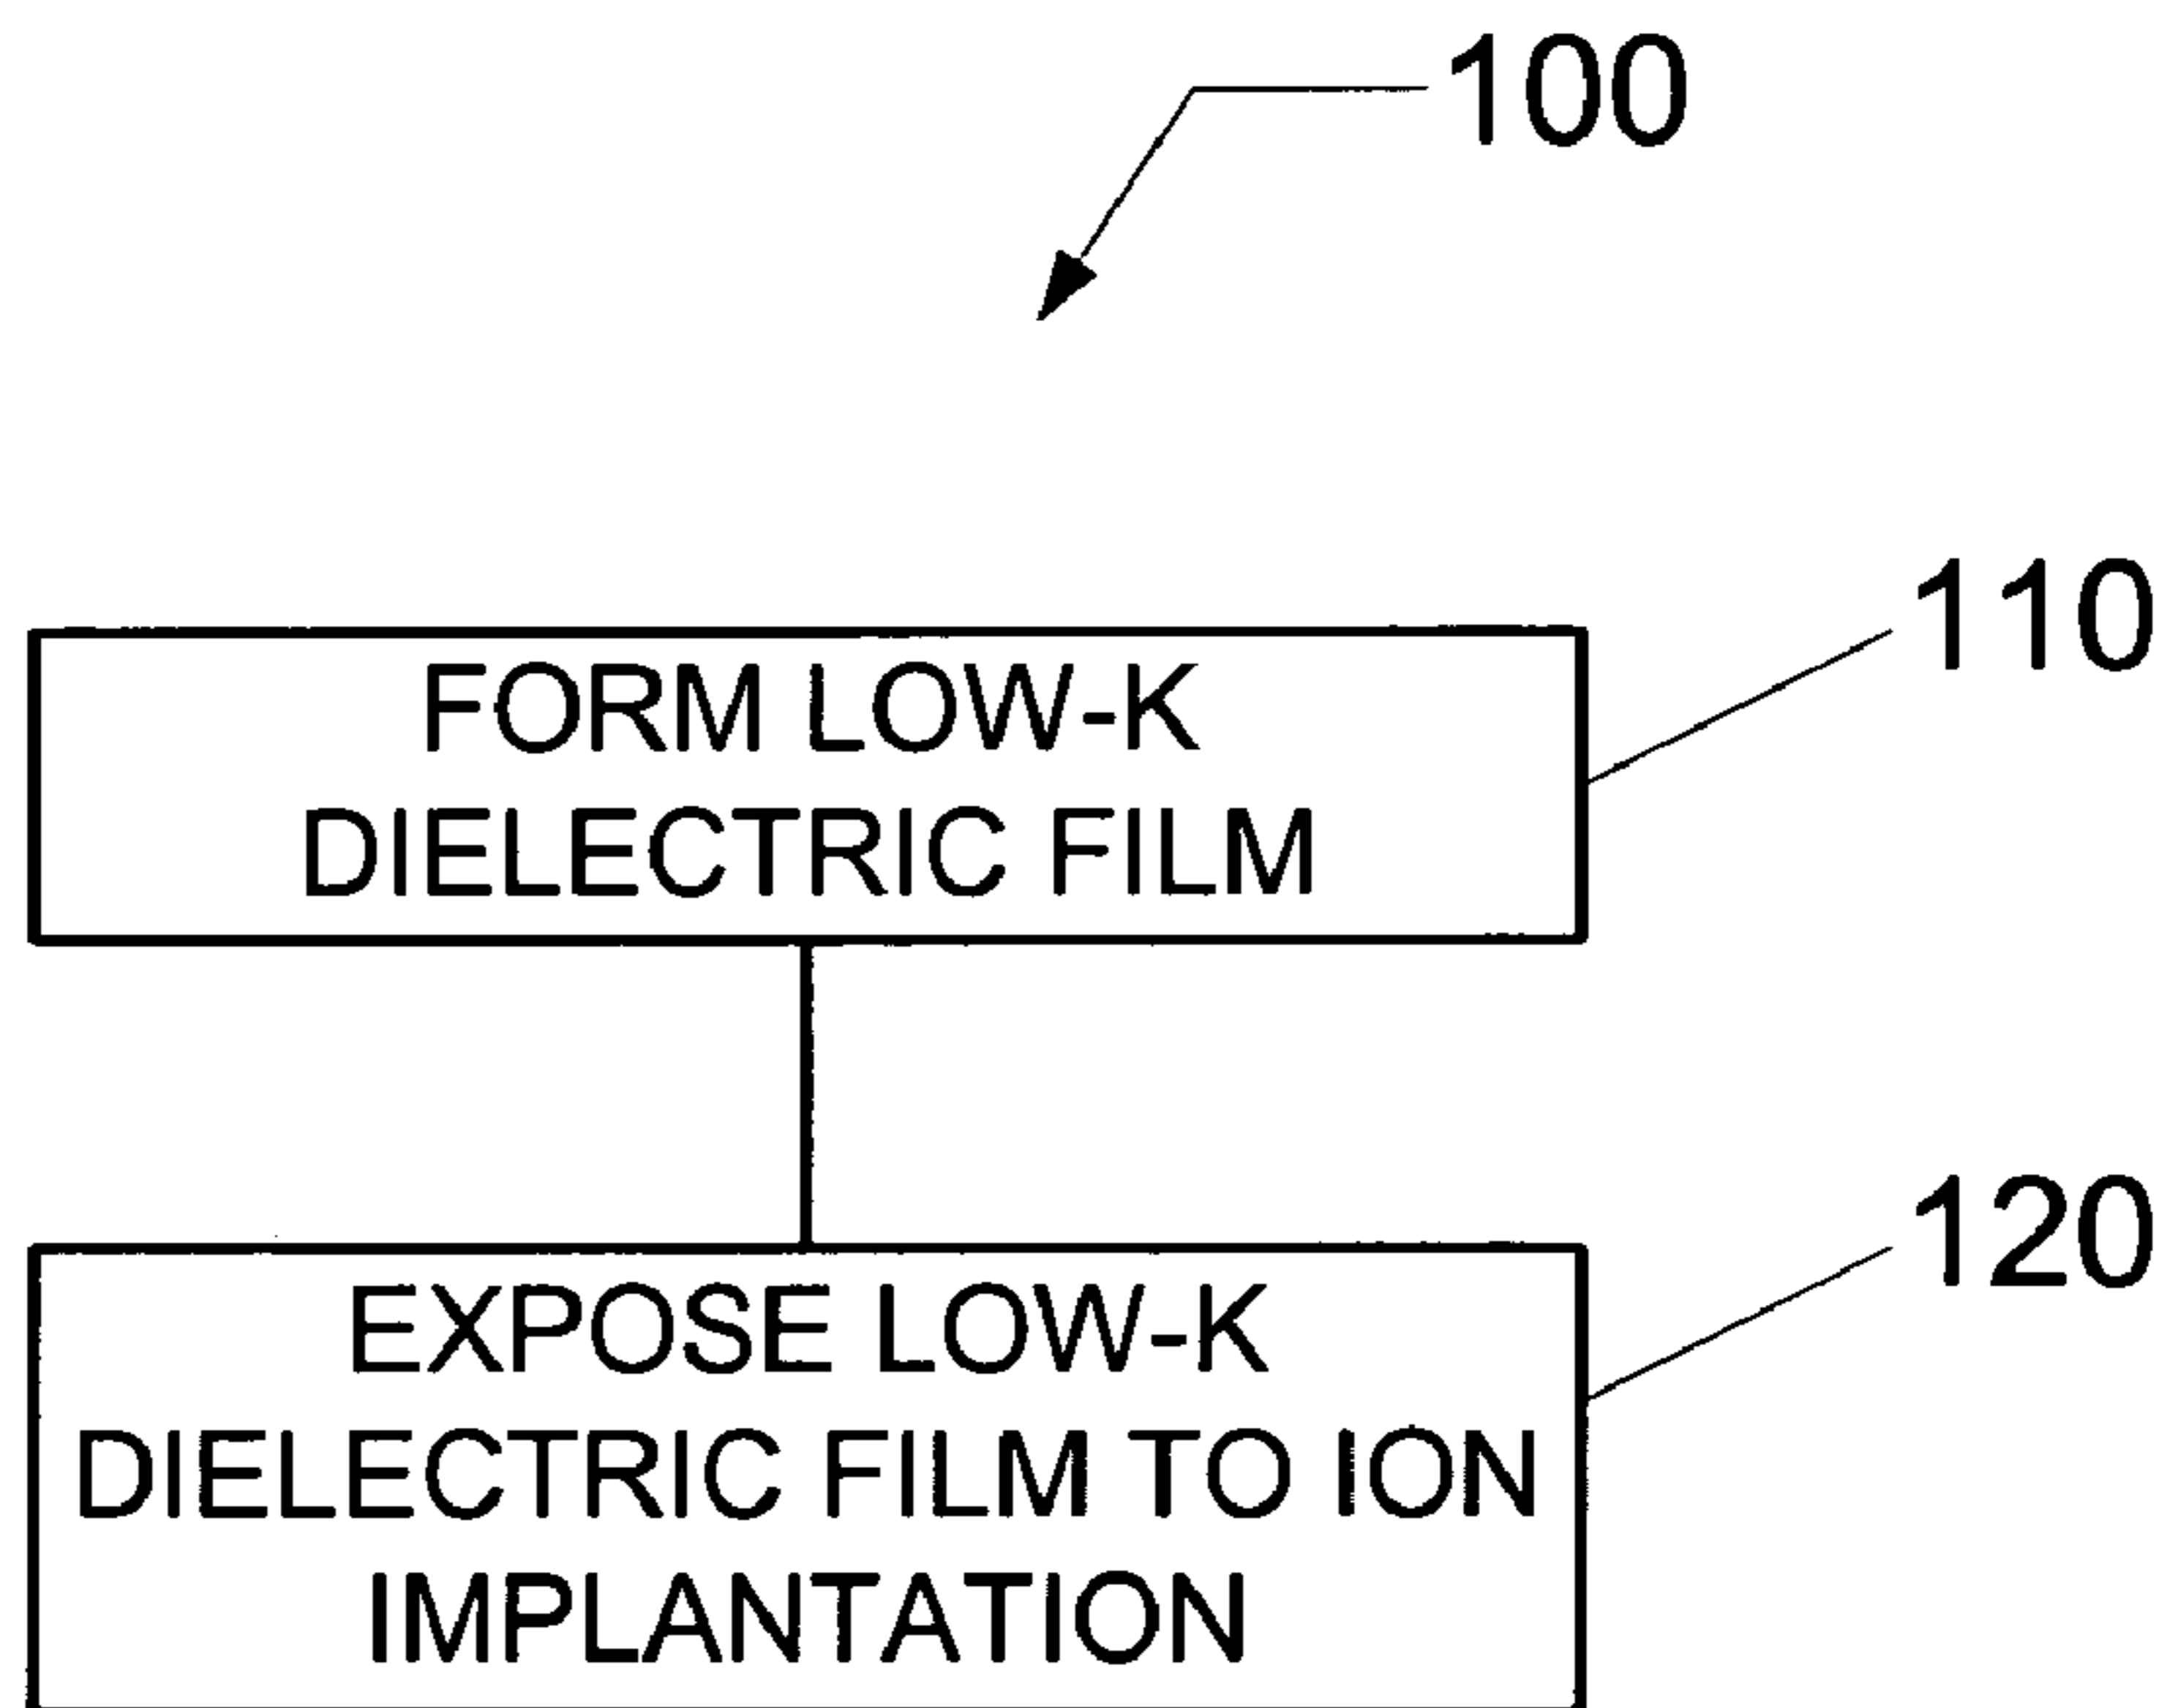 100
110
FORM LOW-K
DIELECTRIC FILM
120
EXPOSE LOW-K
DIELECTRIC FILM TO ION
IMPLANTATION